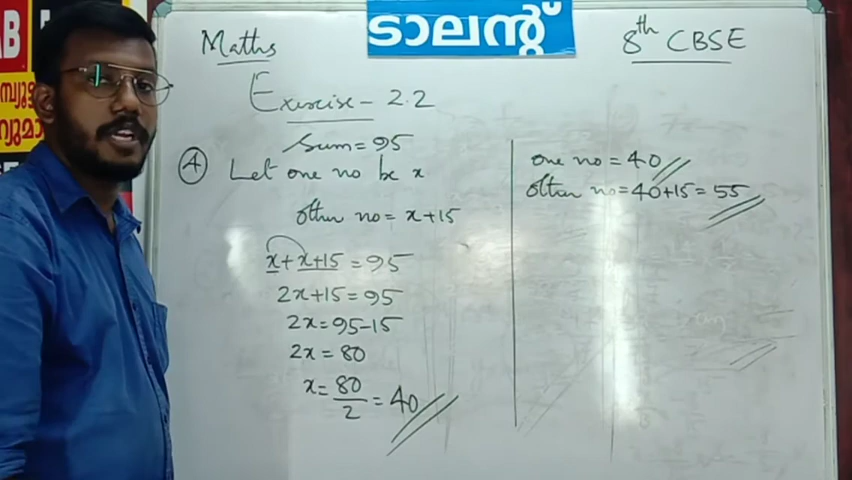 ടാലന്റ്
Maths
8th CBSE
Exercise - 2.2
Sum = 95
4 Let one no be x
other no = x+15
x + x+15 = 95
2x+15 = 95
2x = 95-15
2x = 80
x = 80/2 = 40
one no = 40
other no = 40+15 = 55